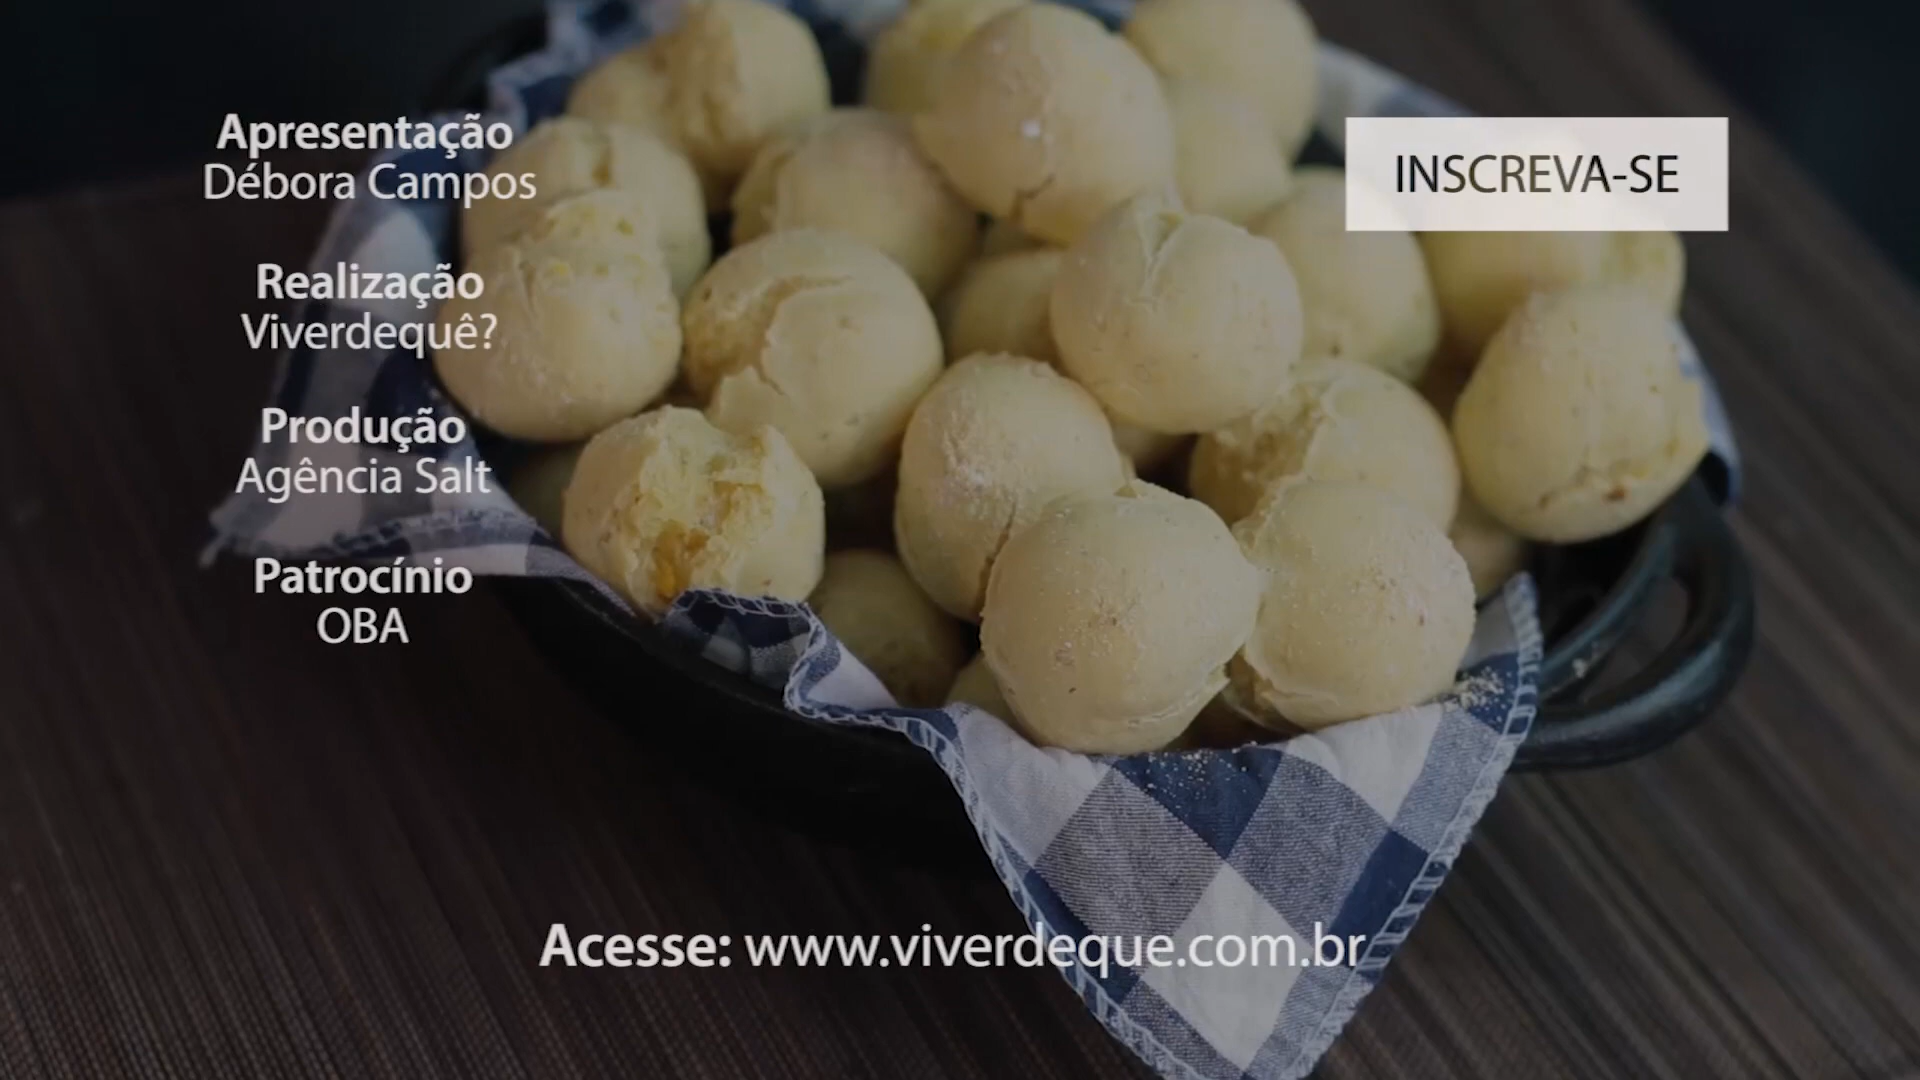 Apresentação
Débora Campos
Realização
Viverdequê?
Produção
Agência Salt
Patrocínio
OBA
INSCREVA-SE
Acesse: www.viverdeque.com.br